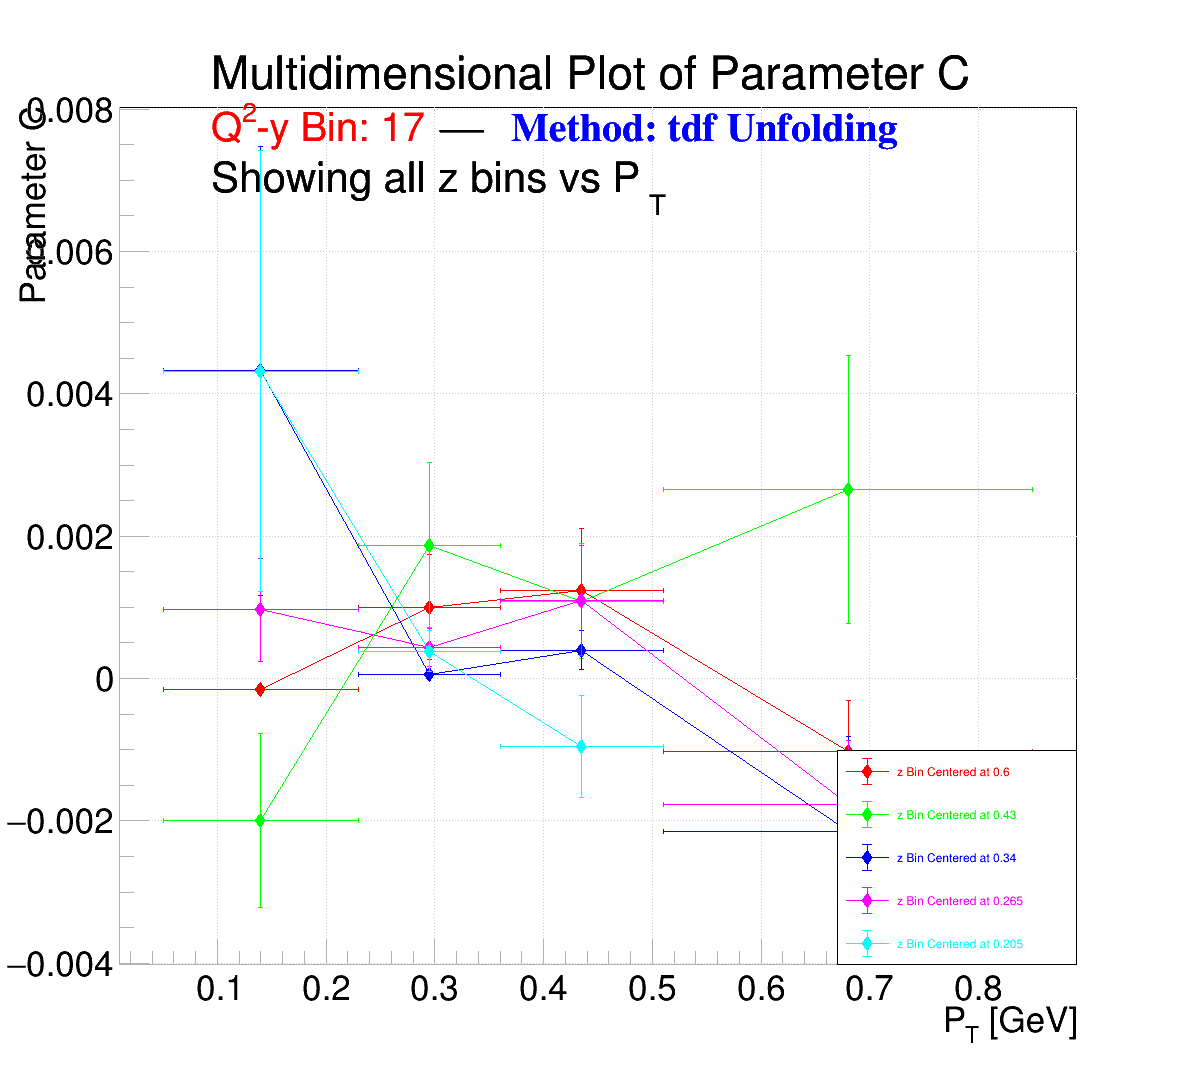 Multidimensional Plot of Parameter C
Q²-y Bin: 17 — Method: tdf Unfolding
Showing all z bins vs P_T
Parameter C
0.008
0.006
0.004
0.002
0
−0.002
−0.004
0.1 0.2 0.3 0.4 0.5 0.6 0.7 0.8
P_T [GeV]
z Bin Centered at 0.6
z Bin Centered at 0.43
z Bin Centered at 0.34
z Bin Centered at 0.265
z Bin Centered at 0.205